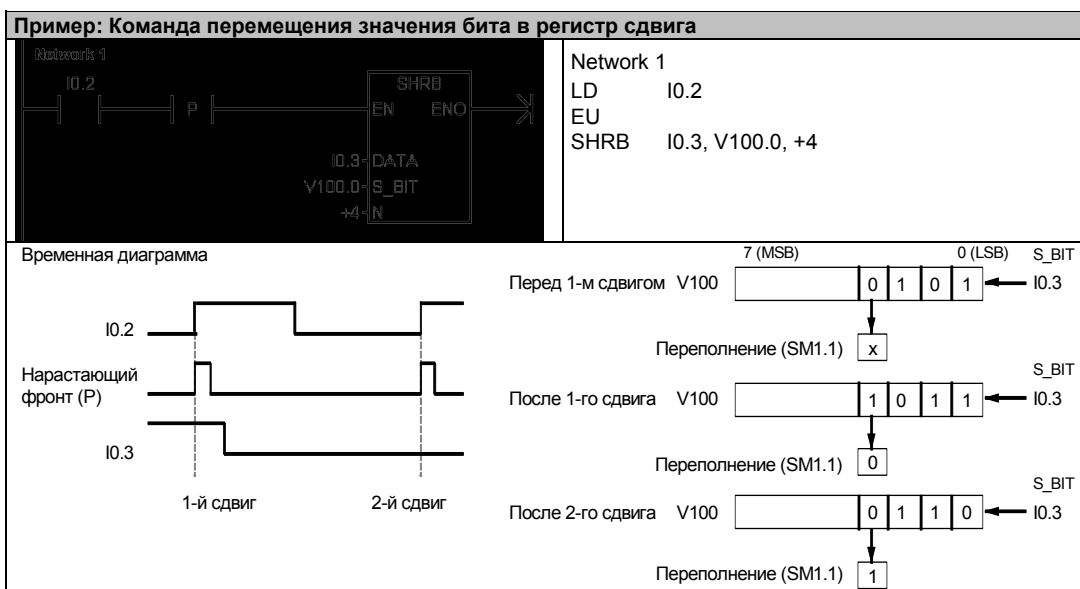 Пример: Команда перемещения значения бита в регистр сдвига
Network 1
I0.2
P
SHRB
EN ENO
I0.3 DATA
V100.0 S_BIT
+4 N
Network 1
LD I0.2
EU
SHRB I0.3, V100.0, +4
Временная диаграмма
I0.2
Нарастающий
фронт (P)
I0.3
1-й сдвиг 2-й сдвиг
7 (MSB) 0 (LSB) S_BIT
Перед 1-м сдвигом V100 0 1 0 1 I0.3
Переполнение (SM1.1) x
S_BIT
После 1-го сдвига V100 1 0 1 1 I0.3
Переполнение (SM1.1) 0
S_BIT
После 2-го сдвига V100 0 1 1 0 I0.3
Переполнение (SM1.1) 1